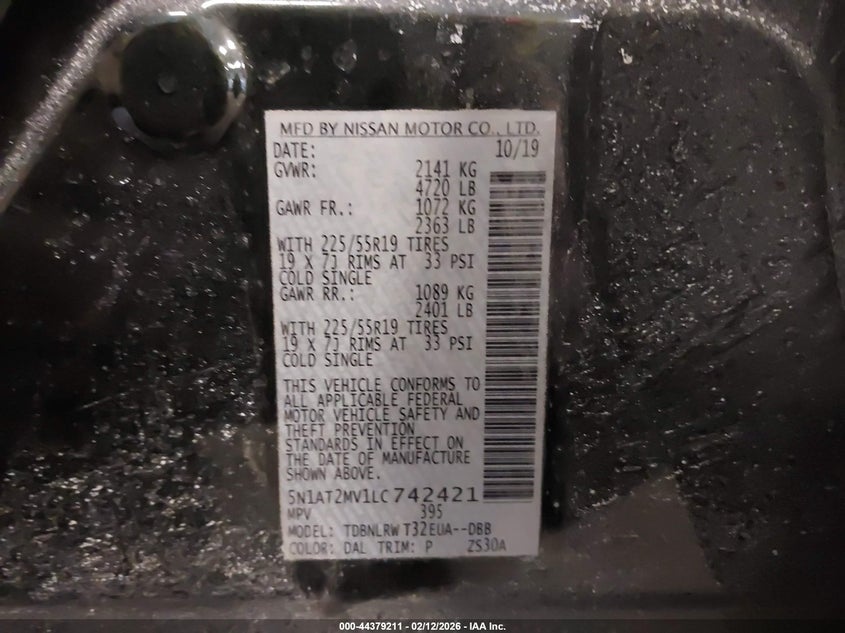 MFD BY NISSAN MOTOR CO., LTD.
DATE: 10/19
GVWR: 2141 KG
4720 LB
GAWR FR.: 1072 KG
2363 LB
WITH 225/55R19 TIRES
19 X 7J RIMS AT 33 PSI
COLD SINGLE
GAWR RR.: 1089 KG
2401 LB
WITH 225/55R19 TIRES
19 X 7J RIMS AT 33 PSI
COLD SINGLE
THIS VEHICLE CONFORMS TO
ALL APPLICABLE FEDERAL
MOTOR VEHICLE SAFETY AND
THEFT PREVENTION
STANDARDS IN EFFECT ON
THE DATE OF MANUFACTURE
SHOWN ABOVE.
5N1AT2MV1LC742421
MPV 395
MODEL: TDBNLRW T32EUA--DBB
COLOR: DAL TRIM: P ZS30A
000-44379211 - 02/12/2026 - IAA Inc.